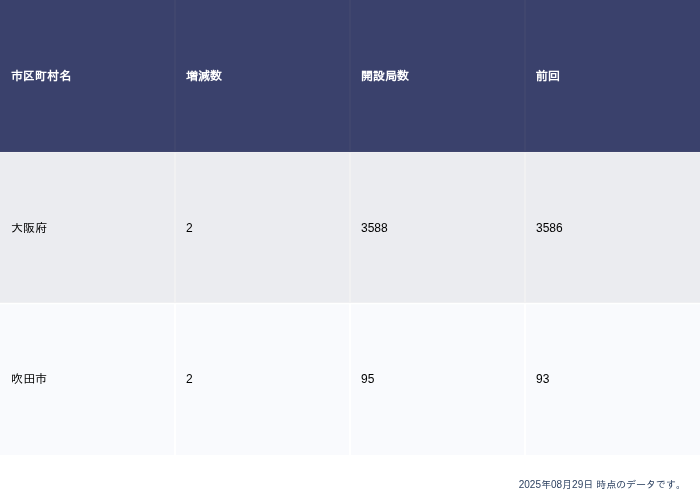 市区町村名 増減数 開設局数 前回
大阪府 2 3588 3586
吹田市 2 95 93
2025年08月29日 時点のデータです。